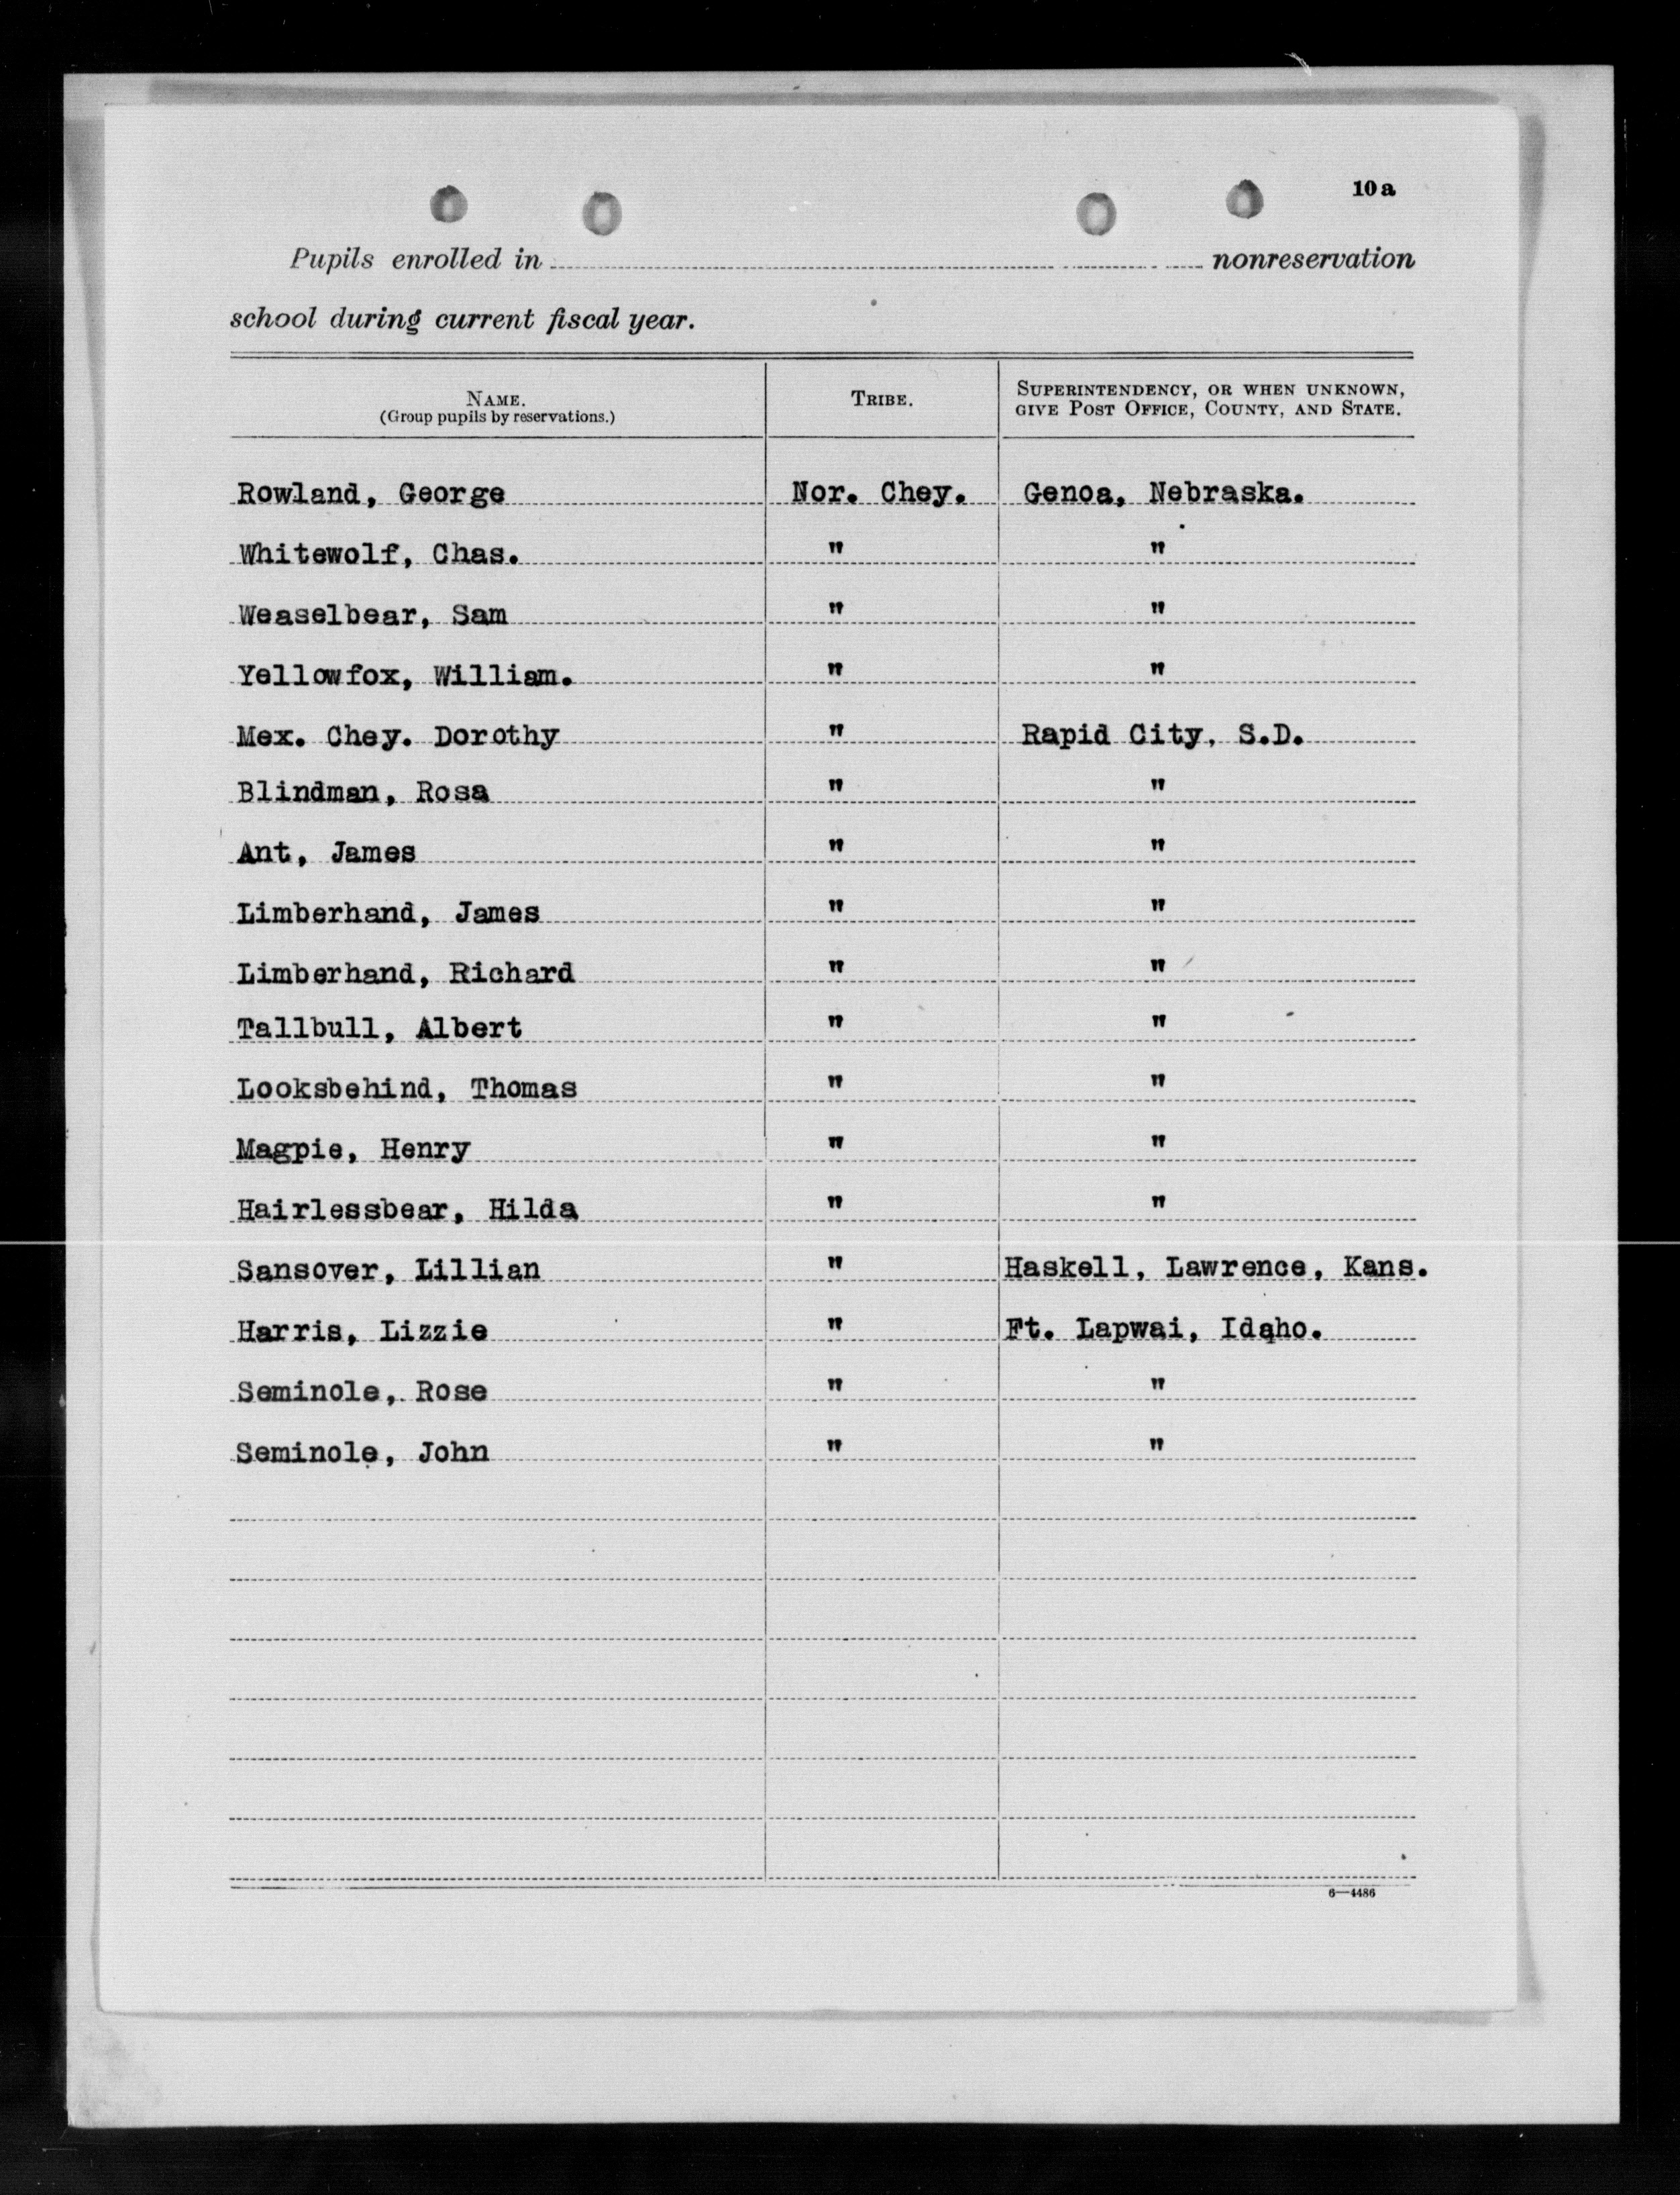 10a
Pupils enrolled in nonreservation
school during current fiscal year.
NAME. TRIBE. SUPERINTENDENCY, OR WHEN UNKNOWN,
(Group pupils by reservations.) GIVE POST OFFICE, COUNTY, AND STATE.
Rowland, George Nor. Chey. Genoa, Nebraska.
Whitewolf, Chas. " "
Weaselbear, Sam " "
Yellowfox, William. " "
Mex. Chey. Dorothy " Rapid City, S.D.
Blindman, Rosa " "
Ant, James " "
Limberhand, James " "
Limberhand, Richard " "
Tallbull, Albert " "
Looksbehind, Thomas " "
Magpie, Henry " "
Hairlessbear, Hilda " "
Sansover, Lillian " Haskell, Lawrence, Kans.
Harris, Lizzie " Ft. Lapwai, Idaho.
Seminole, Rose " "
Seminole, John " "
6—4486